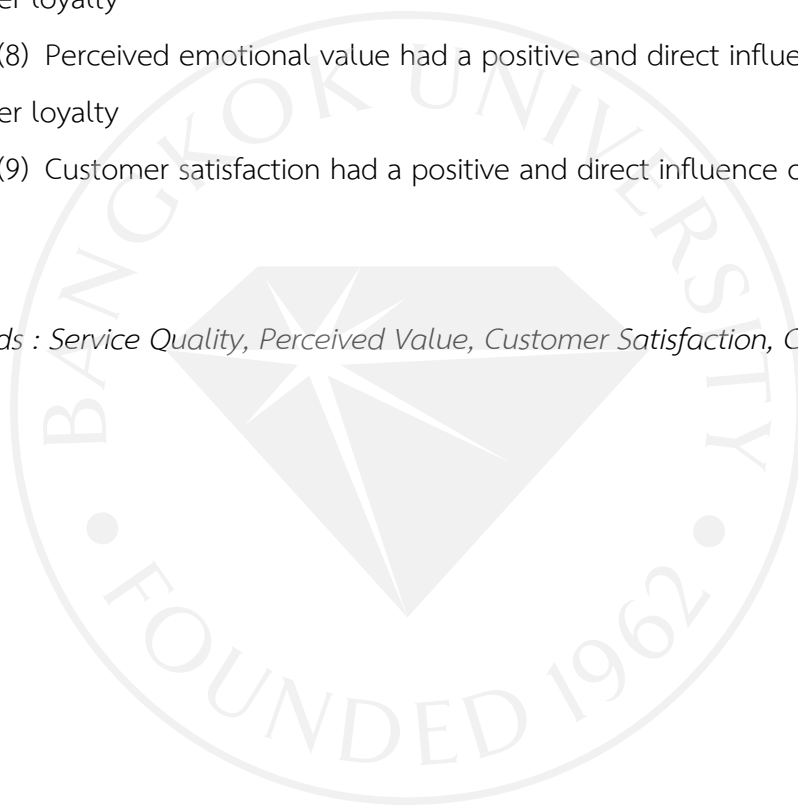 er loyalty
(8) Perceived emotional value had a positive and direct influe
er loyalty
(9) Customer satisfaction had a positive and direct influence
ds : Service Quality, Perceived Value, Customer Satisfaction,
BANGKOK UNIVERSITY
FOUNDED 1962